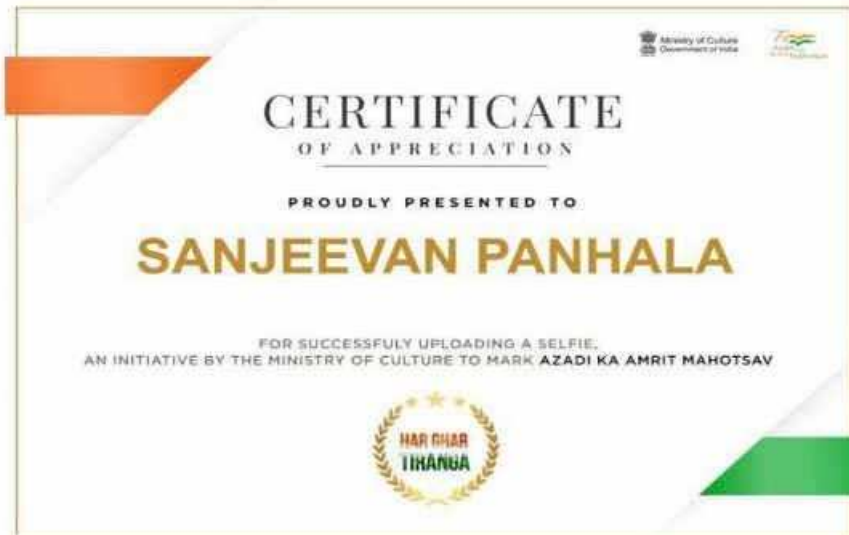 Ministry of Culture
Government of India
CERTIFICATE
OF APPRECIATION
PROUDLY PRESENTED TO
SANJEEVAN PANHALA
FOR SUCCESSFULY UPLOADING A SELFIE,
AN INITIATIVE BY THE MINISTRY OF CULTURE TO MARK AZADI KA AMRIT MAHOTSAV
HAR GHAR
TIRANGA